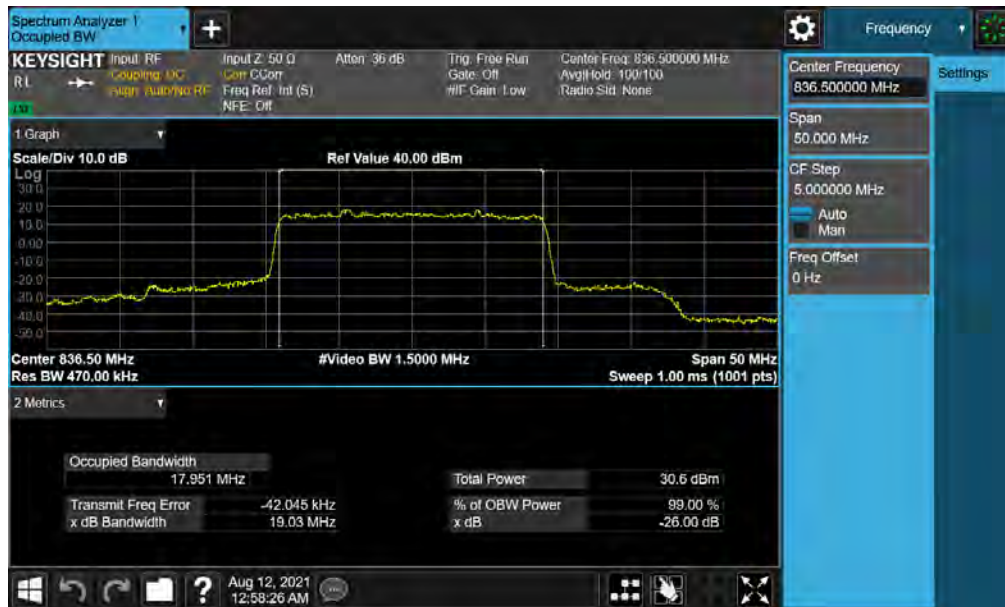 Spectrum Analyzer 1
Occupied BW
+
Frequency
KEYSIGHT
R L
Input: RF
Coupling: DC
Align: Auto/No RF
Input Z: 50 Ω
Corr CCorr
Freq Ref: Int (S)
NFE: Off
Atten: 36 dB
Trig: Free Run
Gate: Off
#IF Gain: Low
Center Freq: 836.500000 MHz
Avg|Hold: 100/100
Radio Std: None
Center Frequency
836.500000 MHz
Settings
Span
50.000 MHz
CF Step
5.000000 MHz
Auto
Man
Freq Offset
0 Hz
1 Graph
Scale/Div 10.0 dB
Ref Value 40.00 dBm
Log
30.0
20.0
10.0
0.00
-10.0
-20.0
-30.0
-40.0
-50.0
Center 836.50 MHz
#Video BW 1.5000 MHz
Span 50 MHz
Res BW 470.00 kHz
Sweep 1.00 ms (1001 pts)
2 Metrics
Occupied Bandwidth
17.951 MHz
Total Power
30.6 dBm
Transmit Freq Error
-42.045 kHz
% of OBW Power
99.00 %
x dB Bandwidth
19.03 MHz
x dB
-26.00 dB
?
Aug 12, 2021
12:58:26 AM